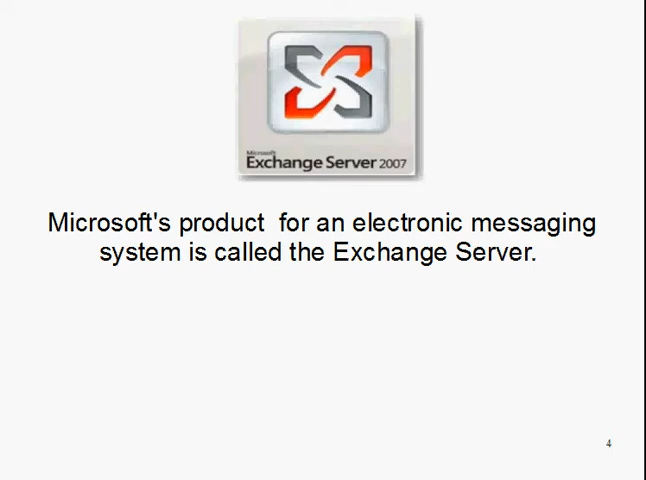 Microsoft
Exchange Server 2007
Microsoft's product  for an electronic messaging
system is called the Exchange Server.
4